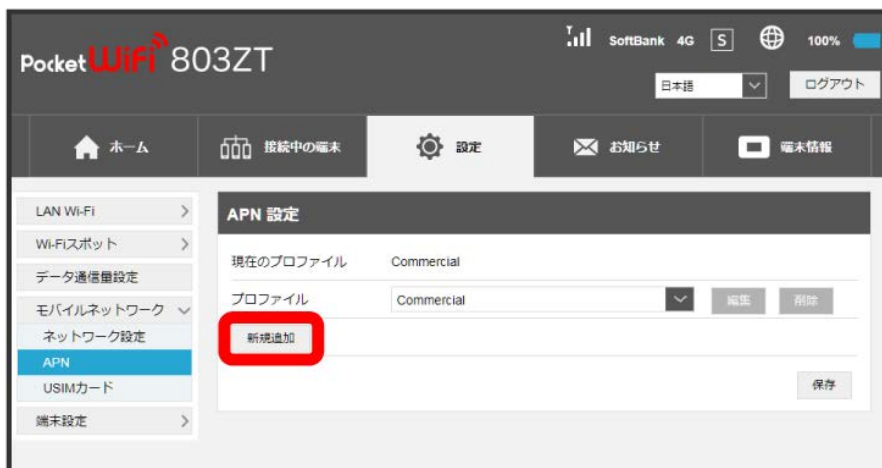 Pocket WiFi 803ZT
SoftBank 4G S 100%
日本語 ログアウト
ホーム 接続中の端末 設定 お知らせ 端末情報
LAN Wi-Fi
Wi-Fiスポット
データ通信量設定
モバイルネットワーク
ネットワーク設定
APN
USIMカード
端末設定
APN 設定
現在のプロファイル Commercial
プロファイル Commercial 編集 削除
新規追加
保存